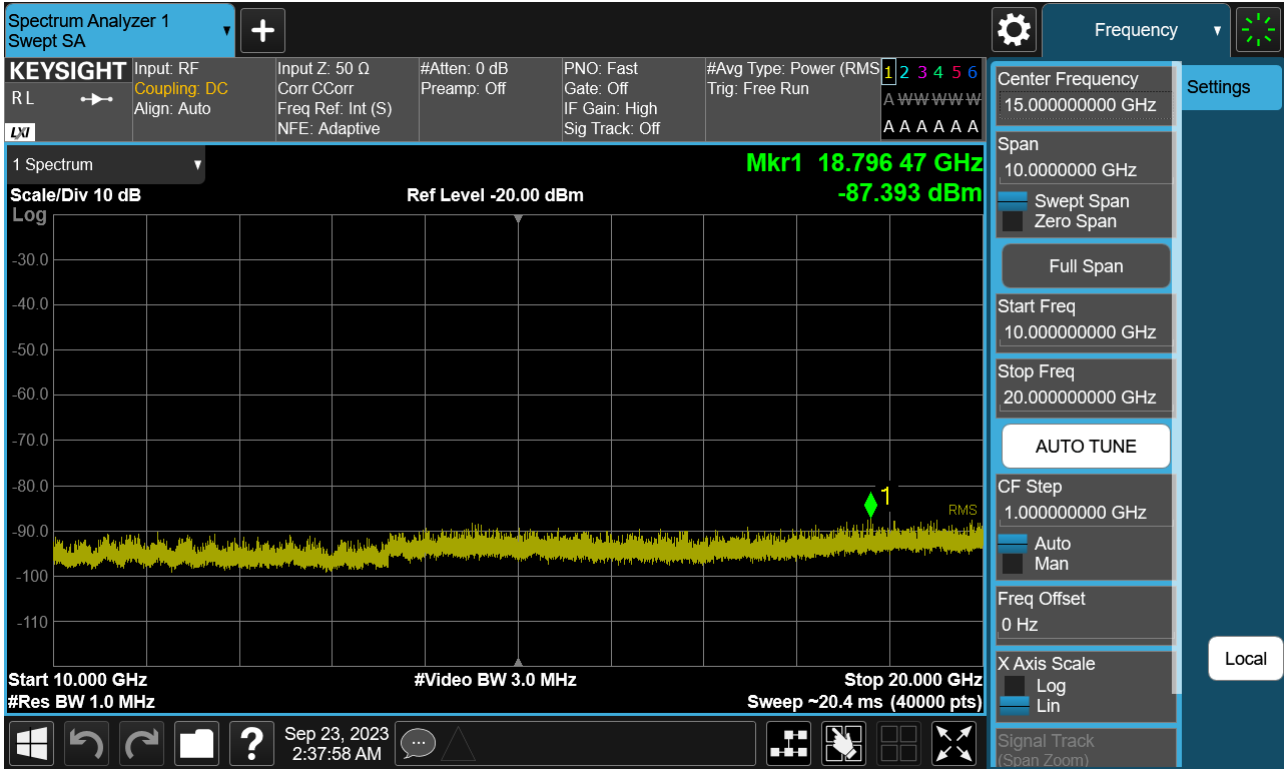 Spectrum Analyzer 1
Swept SA
Frequency
KEYSIGHT
R L
LXI
Input: RF
Coupling: DC
Align: Auto
Input Z: 50 Ω
Corr CCorr
Freq Ref: Int (S)
NFE: Adaptive
#Atten: 0 dB
Preamp: Off
PNO: Fast
Gate: Off
IF Gain: High
Sig Track: Off
#Avg Type: Power (RMS
Trig: Free Run
1 2 3 4 5 6
A W W W W W
A A A A A A
1 Spectrum
Mkr1 18.796 47 GHz
Scale/Div 10 dB
Ref Level -20.00 dBm
-87.393 dBm
Log
-30.0
-40.0
-50.0
-60.0
-70.0
-80.0
1
RMS
-90.0
-100
-110
Start 10.000 GHz
#Video BW 3.0 MHz
Stop 20.000 GHz
#Res BW 1.0 MHz
Sweep ~20.4 ms (40000 pts)
Center Frequency
15.000000000 GHz
Span
10.0000000 GHz
Swept Span
Zero Span
Full Span
Start Freq
10.000000000 GHz
Stop Freq
20.000000000 GHz
AUTO TUNE
CF Step
1.000000000 GHz
Auto
Man
Freq Offset
0 Hz
X Axis Scale
Log
Lin
Signal Track
(Span Zoom)
Settings
Local
?
Sep 23, 2023
2:37:58 AM